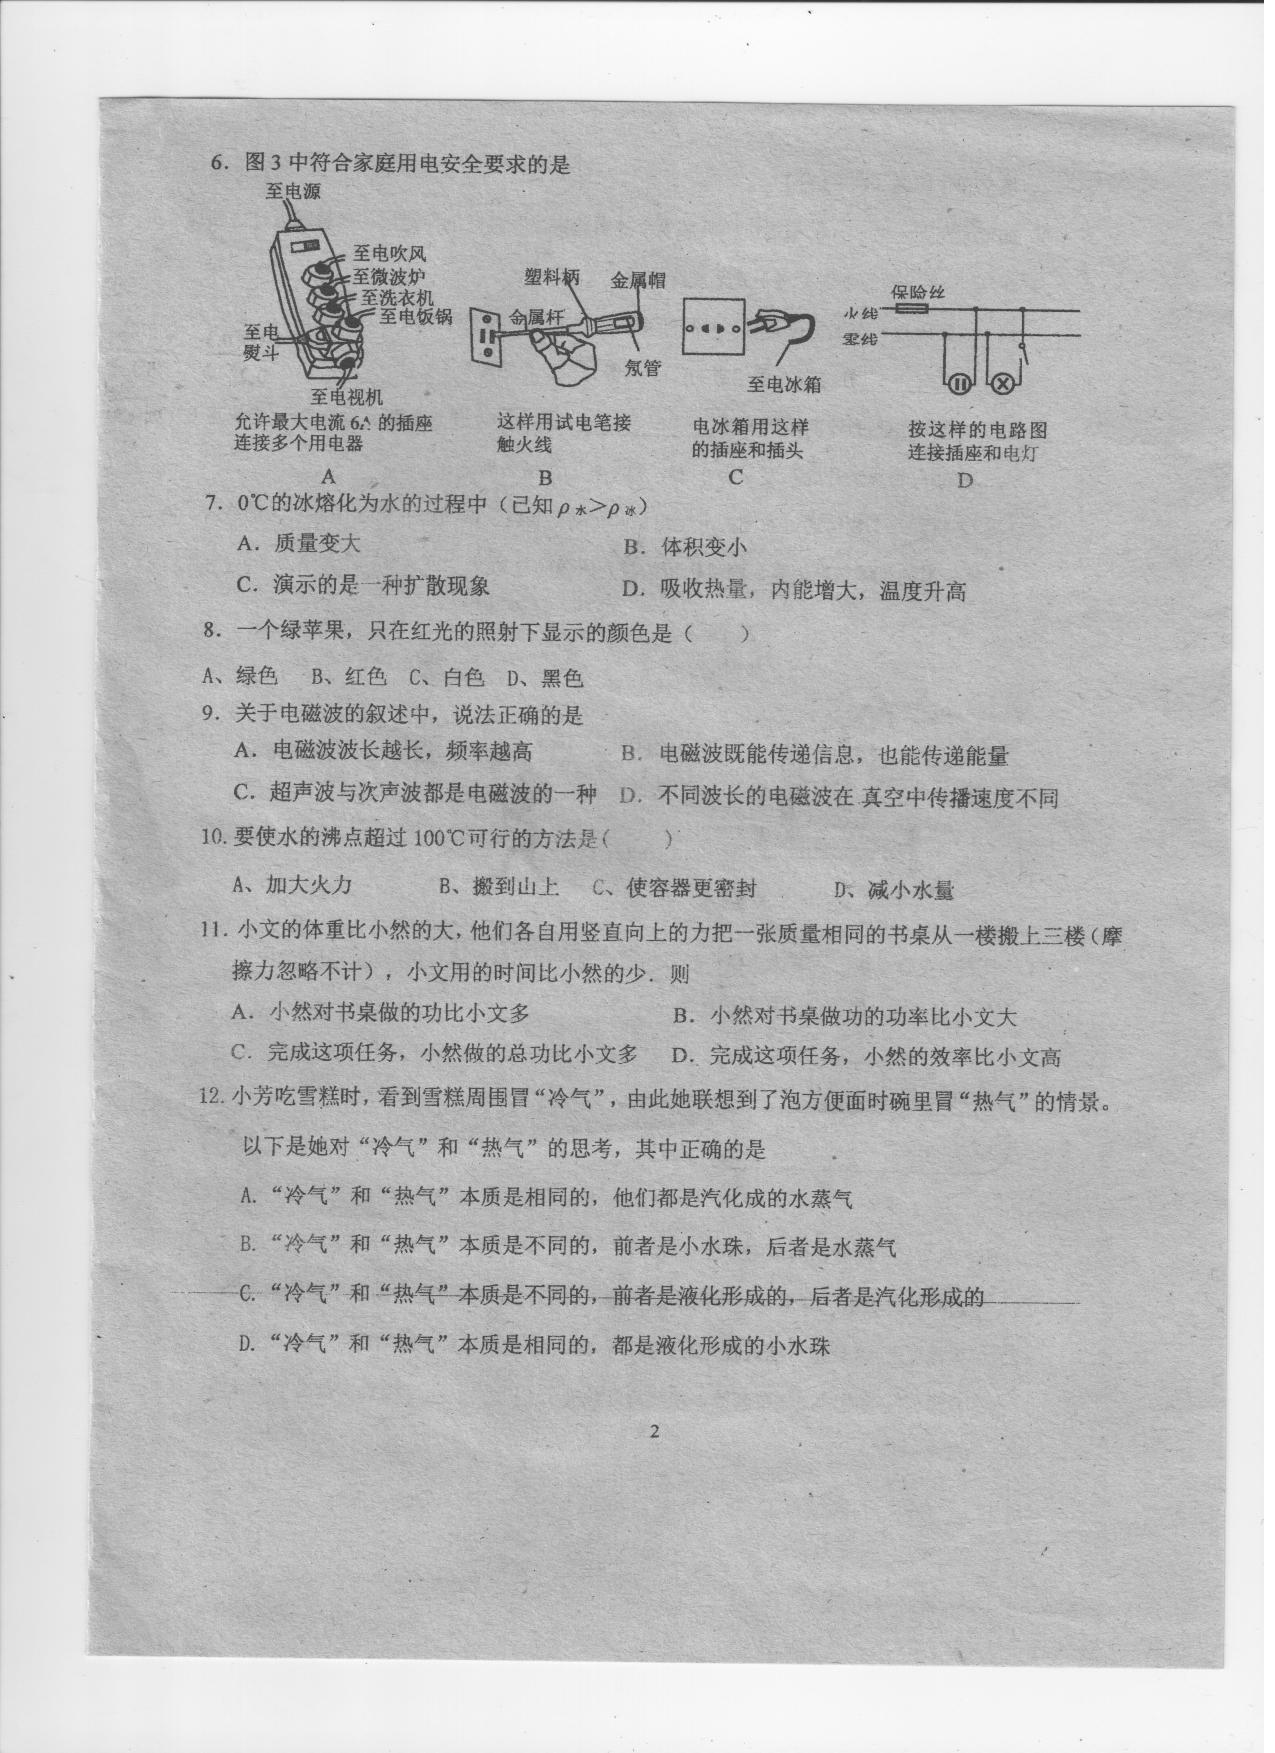 6．图3中符合家庭用电安全要求的是
至电源
至电吹风
至微波炉
至洗衣机
至电饭锅
至电
熨斗
至电视机
允许最大电流 6A 的插座
连接多个用电器
A
塑料柄
金属帽
金属杆
氖管
这样用试电笔接
触火线
B
至电冰箱
电冰箱用这样
的插座和插头
C
保险丝
火线
零线
按这样的电路图
连接插座和电灯
D
7．0℃的冰熔化为水的过程中（已知ρ水＞ρ冰）
A．质量变大 B．体积变小
C．演示的是一种扩散现象 D．吸收热量，内能增大，温度升高
8．一个绿苹果，只在红光的照射下显示的颜色是（ ）
A、绿色 B、红色 C、白色 D、黑色
9．关于电磁波的叙述中，说法正确的是
A．电磁波波长越长，频率越高 B．电磁波既能传递信息，也能传递能量
C．超声波与次声波都是电磁波的一种 D．不同波长的电磁波在 真空中传播速度不同
10.要使水的沸点超过100℃可行的方法是（ ）
A、加大火力 B、搬到山上 C、使容器更密封 D、减小水量
11．小文的体重比小然的大，他们各自用竖直向上的力把一张质量相同的书桌从一楼搬上三楼（摩
擦力忽略不计），小文用的时间比小然的少．则
A．小然对书桌做的功比小文多 B．小然对书桌做功的功率比小文大
C．完成这项任务，小然做的总功比小文多 D．完成这项任务，小然的效率比小文高
12.小芳吃雪糕时，看到雪糕周围冒“冷气”，由此她联想到了泡方便面时碗里冒“热气”的情景。
以下是她对“冷气”和“热气”的思考，其中正确的是
A.“冷气”和“热气”本质是相同的，他们都是汽化成的水蒸气
B.“冷气”和“热气”本质是不同的，前者是小水珠，后者是水蒸气
C.“冷气”和“热气”本质是不同的，前者是液化形成的，后者是汽化形成的
D.“冷气”和“热气”本质是相同的，都是液化形成的小水珠
2